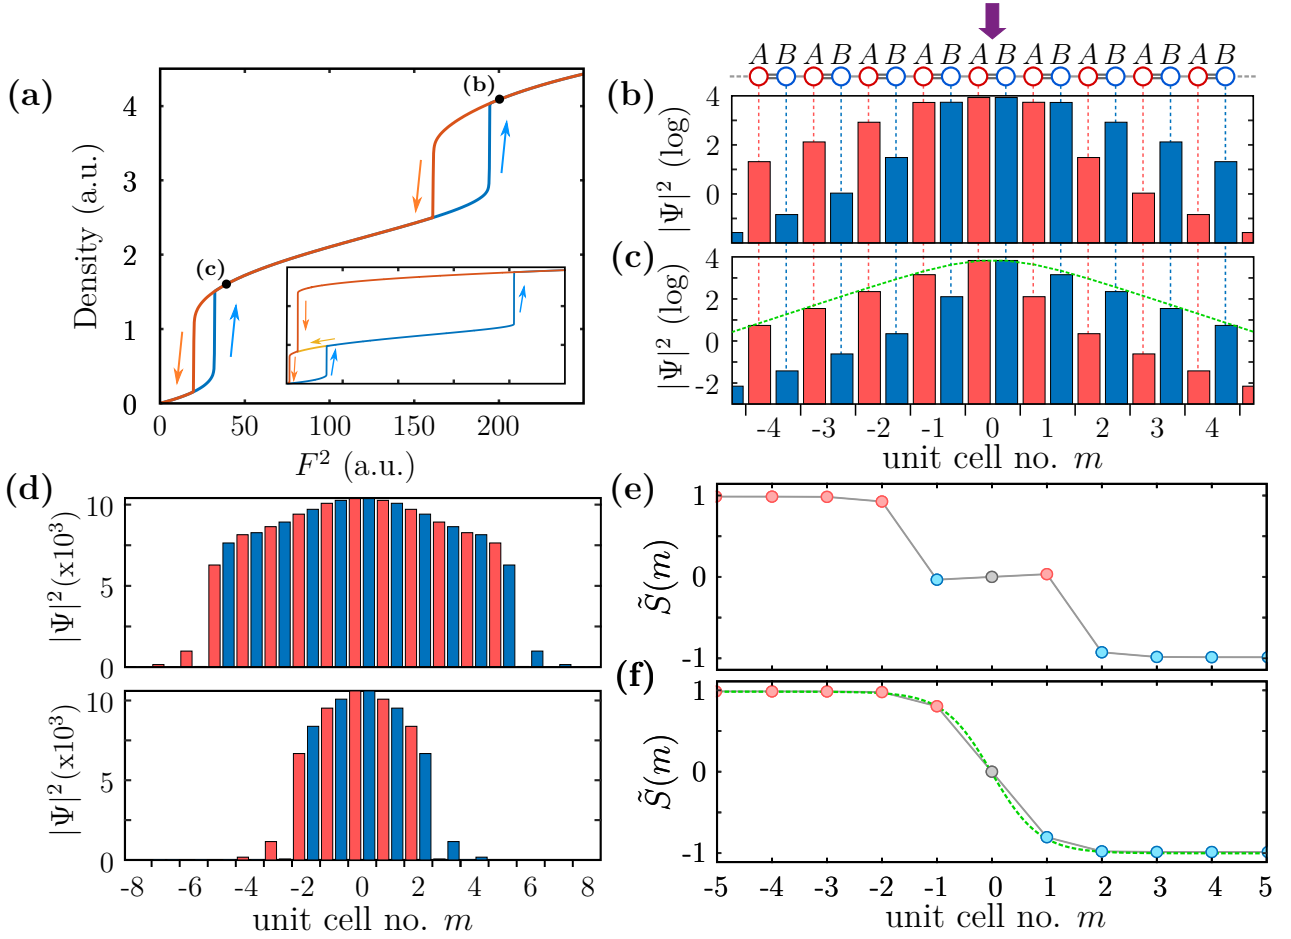 (a)
Density (a.u.)
4
3
2
1
0
0 50 100 150 200
F² (a.u.)
(b)
(c)
A B A B A B A B A B A B A B A B A B
(b)
|Ψ|² (log)
4
2
0
(c)
|Ψ|² (log)
4
2
0
-2
-4 -3 -2 -1 0 1 2 3 4
unit cell no. m
(d)
|Ψ|²(x10³)
10
5
0
|Ψ|²(x10³)
10
5
0
-8 -6 -4 -2 0 2 4 6 8
unit cell no. m
(e)
S̃(m)
1
0
-1
(f)
S̃(m)
1
0
-1
-5 -4 -3 -2 -1 0 1 2 3 4 5
unit cell no. m